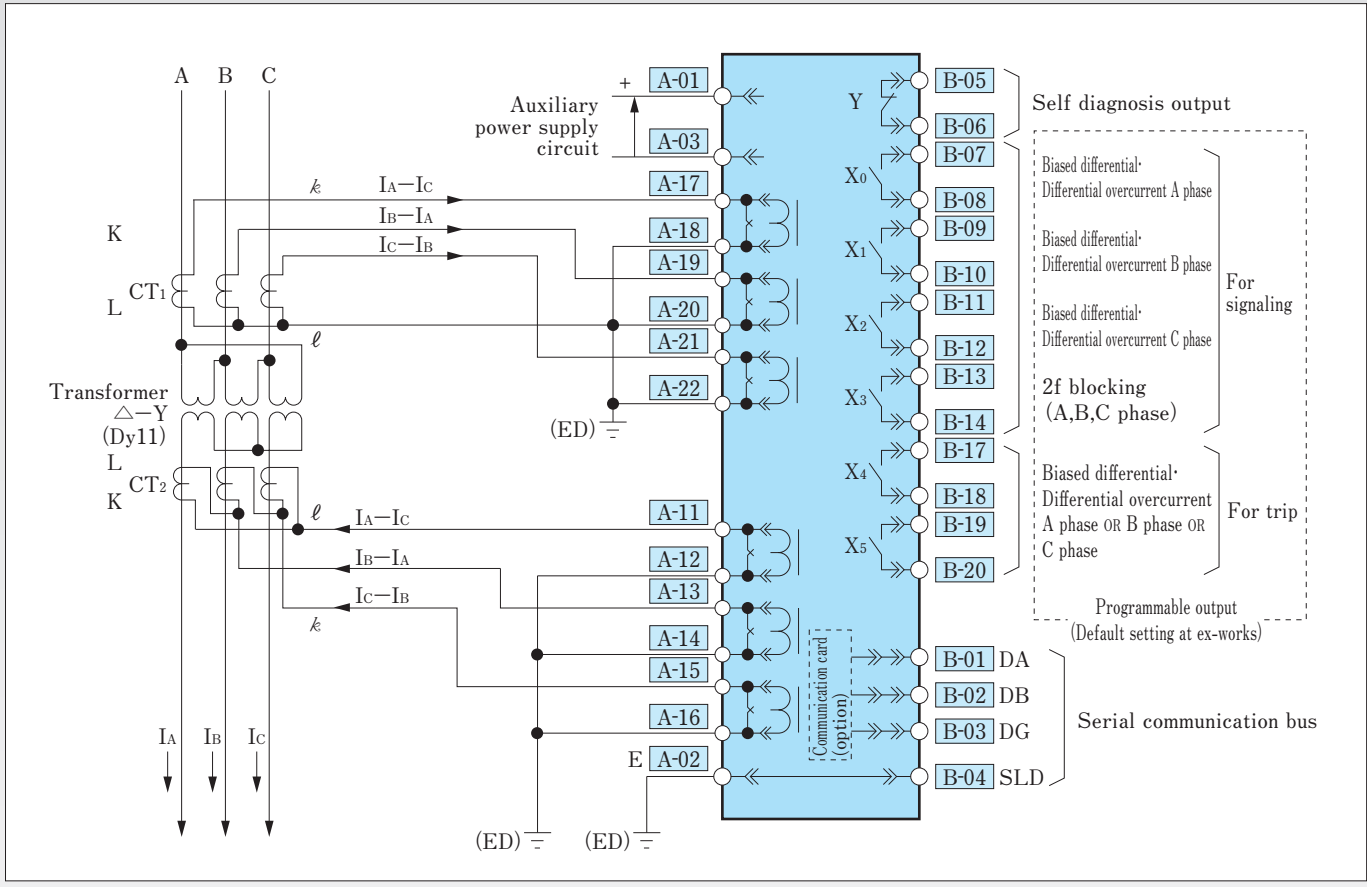 A B C
+ A-01
Auxiliary
power supply
circuit
A-03
k IA−IC A-17
IB−IA A-18
IC−IB A-19
K
CT1
L
A-20
ℓ A-21
A-22
(ED)
Transformer
△−Y
(Dy11)
L
CT2
K
ℓ IA−IC A-11
IB−IA A-12
A-13
IC−IB
k
A-14
A-15
A-16
E A-02
IA IB IC
(ED) (ED)
Y
X0
X1
X2
X3
X4
X5
Communication card
(option)
B-05
B-06
Self diagnosis output
B-07
B-08
B-09
B-10
B-11
B-12
B-13
B-14
B-17
B-18
B-19
B-20
Biased differential·
Differential overcurrent A phase
Biased differential·
Differential overcurrent B phase
Biased differential·
Differential overcurrent C phase
2f blocking
(A,B,C phase)
For
signaling
Biased differential·
Differential overcurrent
A phase OR B phase OR
C phase
For trip
Programmable output
(Default setting at ex-works)
B-01 DA
B-02 DB
B-03 DG
B-04 SLD
Serial communication bus